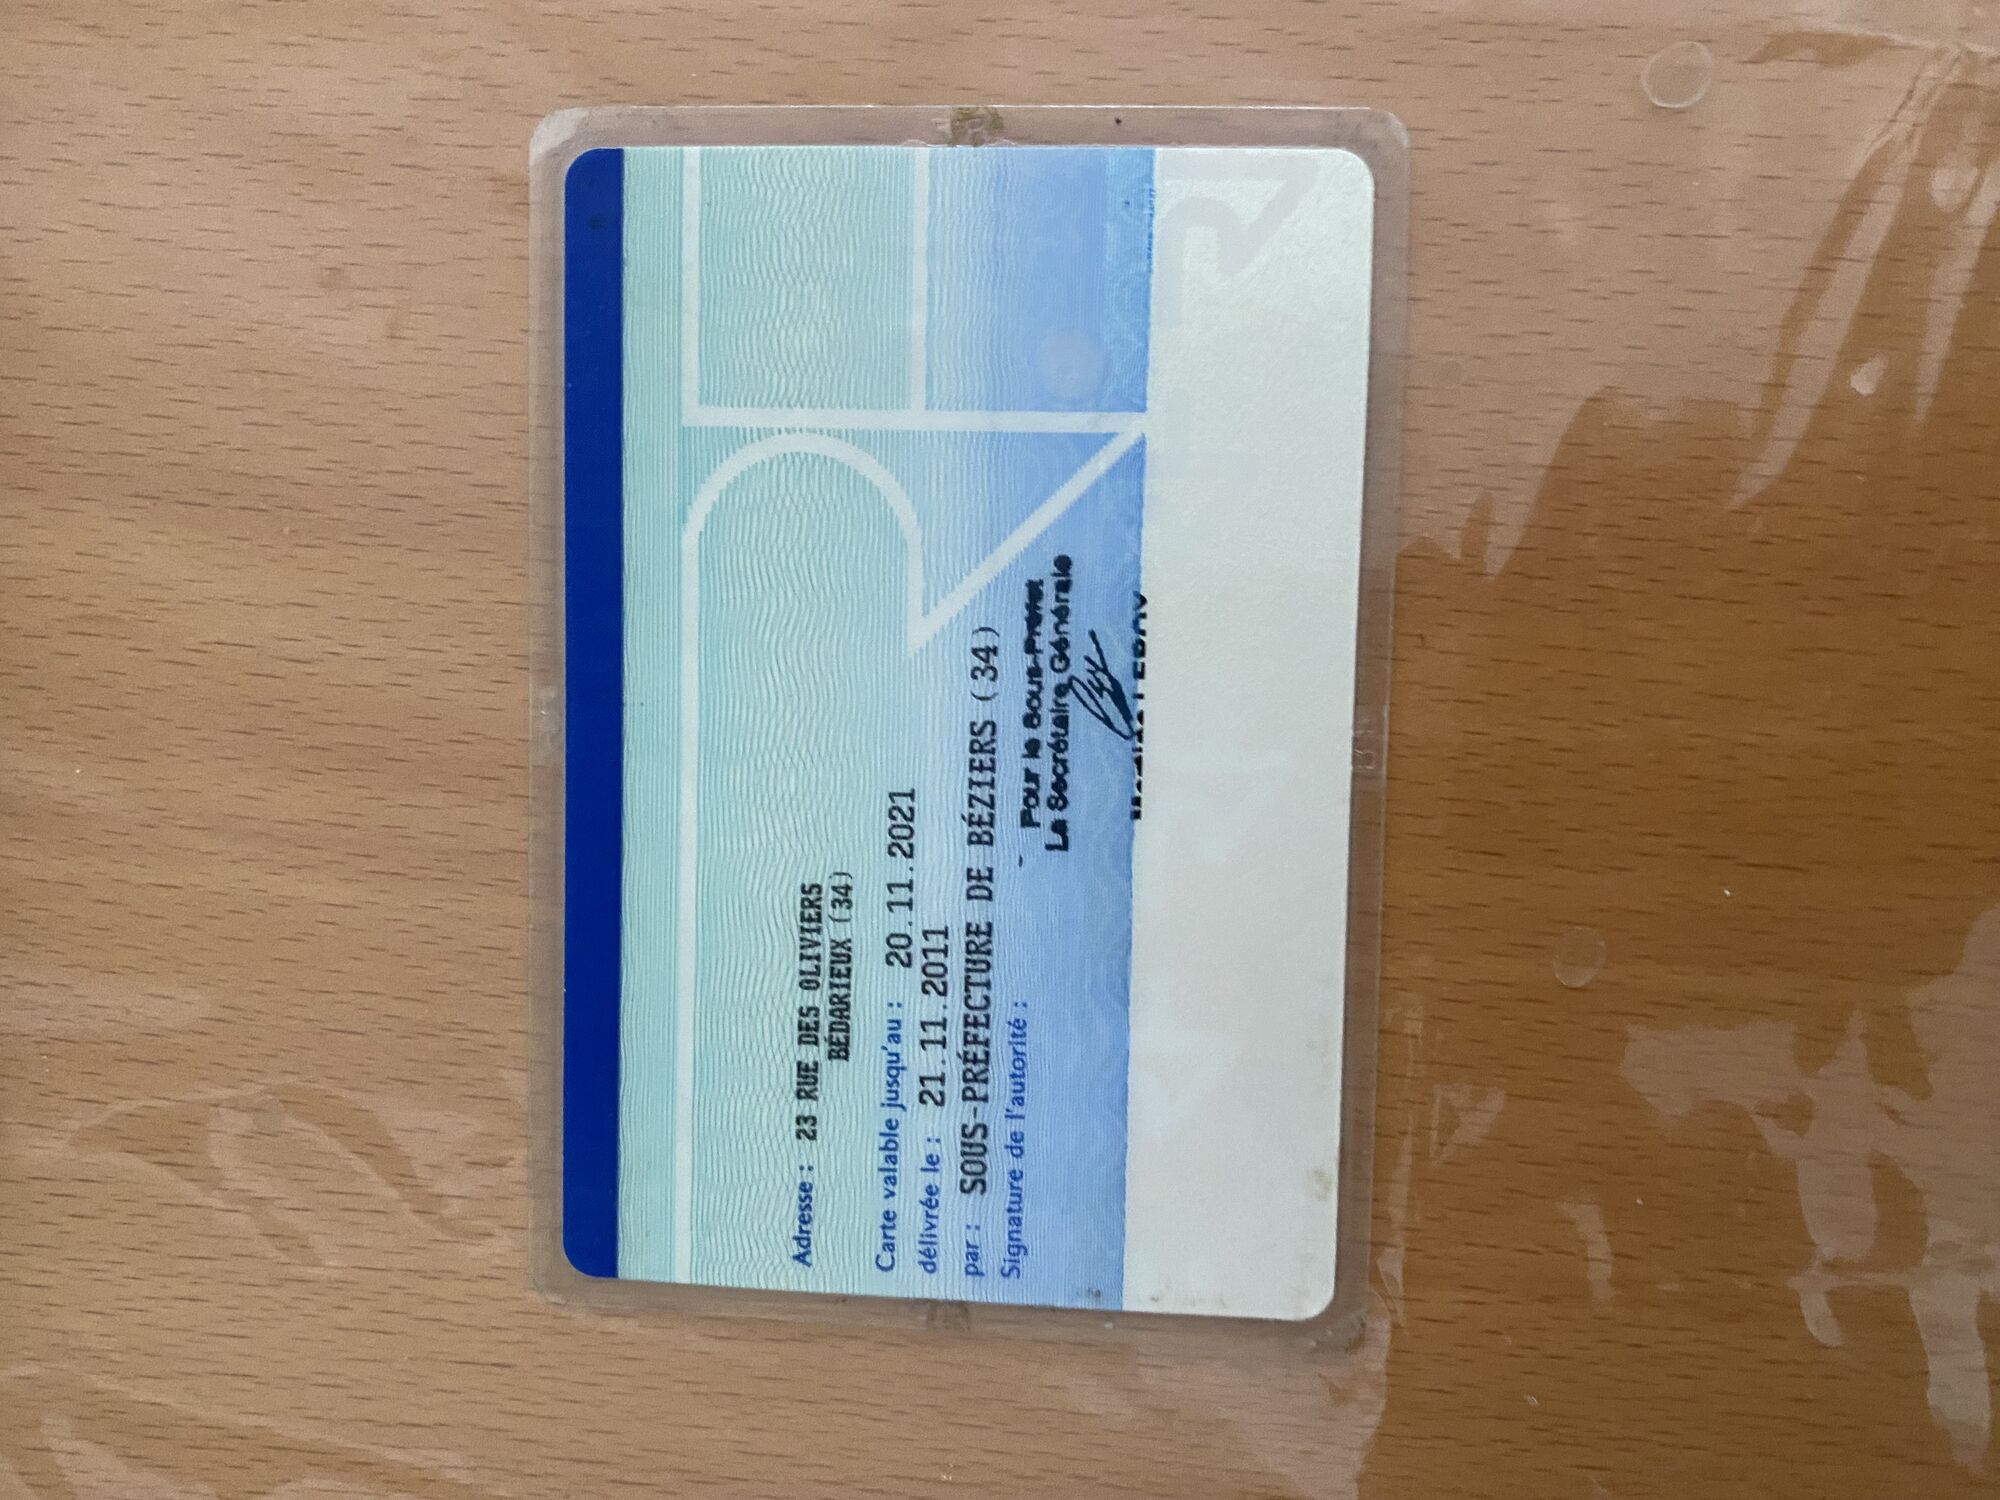 Adresse : 23 RUE DES OLIVIERS
BÉDARIEUX (34)
Carte valable jusqu'au : 20.11.2021
délivrée le : 21.11.2011
par : SOUS-PRÉFECTURE DE BÉZIERS (34)
Signature de l'autorité :
Pour le Sous-Préfet
La Secrétaire Générale